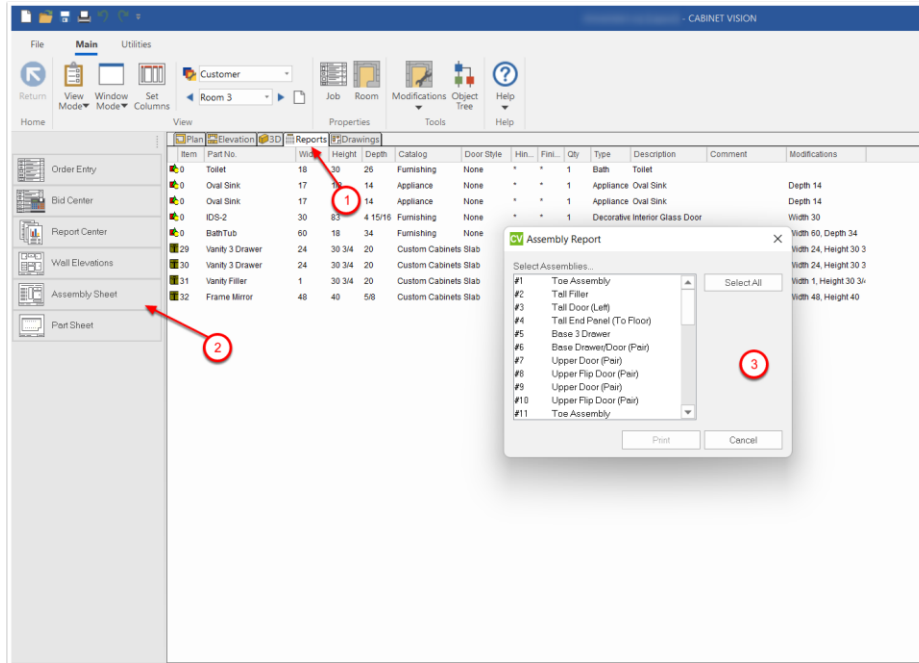 - CABINET VISION
File Main Utilities
Return
View Mode Window Mode Set Columns
Customer
Room 3
Job Room Modifications Object Tree Help
Home View Properties Tools Help
Plan Elevation 3D Reports Drawings
Item Part No. Wid Height Depth Catalog Door Style Hin... Fini... Qty Type Description Comment Modifications
0 Toilet 18 30 26 Furnishing None * * 1 Bath Toilet
0 Oval Sink 17 14 Appliance None * * 1 Appliance Oval Sink Depth 14
0 Oval Sink 17 14 Appliance None * * 1 Appliance Oval Sink Depth 14
0 IDS-2 30 83 4 15/16 Furnishing None * * 1 Decorative Interior Glass Door Width 30
0 BathTub 60 18 34 Furnishing None Width 60, Depth 34
29 Vanity 3 Drawer 24 30 3/4 20 Custom Cabinets Slab Width 24, Height 30 3
30 Vanity 3 Drawer 24 30 3/4 20 Custom Cabinets Slab Width 24, Height 30 3
31 Vanity Filler 1 30 3/4 20 Custom Cabinets Slab Width 1, Height 30 3/4
32 Frame Mirror 48 40 5/8 Custom Cabinets Slab Width 48, Height 40
Order Entry
Bid Center
Report Center
Wall Elevations
Assembly Sheet
Part Sheet
1
2
CV Assembly Report
Select Assemblies...
#1 Toe Assembly
#2 Tall Filler
#3 Tall Door (Left)
#4 Tall End Panel (To Floor)
#5 Base 3 Drawer
#6 Base Drawer/Door (Pair)
#7 Upper Door (Pair)
#8 Upper Flip Door (Pair)
#9 Upper Door (Pair)
#10 Upper Flip Door (Pair)
#11 Toe Assembly
Select All
3
Print Cancel